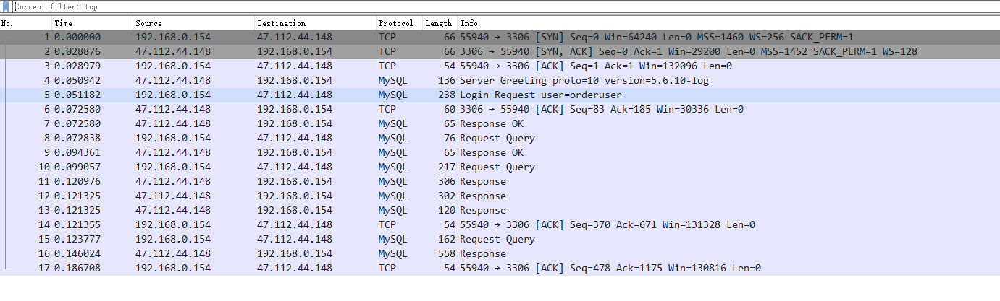 Current filter: tcp
No. Time Source Destination Protocol Length Info
1 0.000000 192.168.0.154 47.112.44.148 TCP 66 55940 → 3306 [SYN] Seq=0 Win=64240 Len=0 MSS=1460 WS=256 SACK_PERM=1
2 0.028876 47.112.44.148 192.168.0.154 TCP 66 3306 → 55940 [SYN, ACK] Seq=0 Ack=1 Win=29200 Len=0 MSS=1452 SACK_PERM=1 WS=128
3 0.028979 192.168.0.154 47.112.44.148 TCP 54 55940 → 3306 [ACK] Seq=1 Ack=1 Win=132096 Len=0
4 0.050942 47.112.44.148 192.168.0.154 MySQL 136 Server Greeting proto=10 version=5.6.10-log
5 0.051182 192.168.0.154 47.112.44.148 MySQL 238 Login Request user=orderuser
6 0.072580 47.112.44.148 192.168.0.154 TCP 60 3306 → 55940 [ACK] Seq=83 Ack=185 Win=30336 Len=0
7 0.072580 47.112.44.148 192.168.0.154 MySQL 65 Response OK
8 0.072838 192.168.0.154 47.112.44.148 MySQL 76 Request Query
9 0.094361 47.112.44.148 192.168.0.154 MySQL 65 Response OK
10 0.099057 192.168.0.154 47.112.44.148 MySQL 217 Request Query
11 0.120976 47.112.44.148 192.168.0.154 MySQL 306 Response
12 0.121325 47.112.44.148 192.168.0.154 MySQL 302 Response
13 0.121325 47.112.44.148 192.168.0.154 MySQL 120 Response
14 0.121355 192.168.0.154 47.112.44.148 TCP 54 55940 → 3306 [ACK] Seq=370 Ack=671 Win=131328 Len=0
15 0.123777 192.168.0.154 47.112.44.148 MySQL 162 Request Query
16 0.146024 47.112.44.148 192.168.0.154 MySQL 558 Response
17 0.186708 192.168.0.154 47.112.44.148 TCP 54 55940 → 3306 [ACK] Seq=478 Ack=1175 Win=130816 Len=0